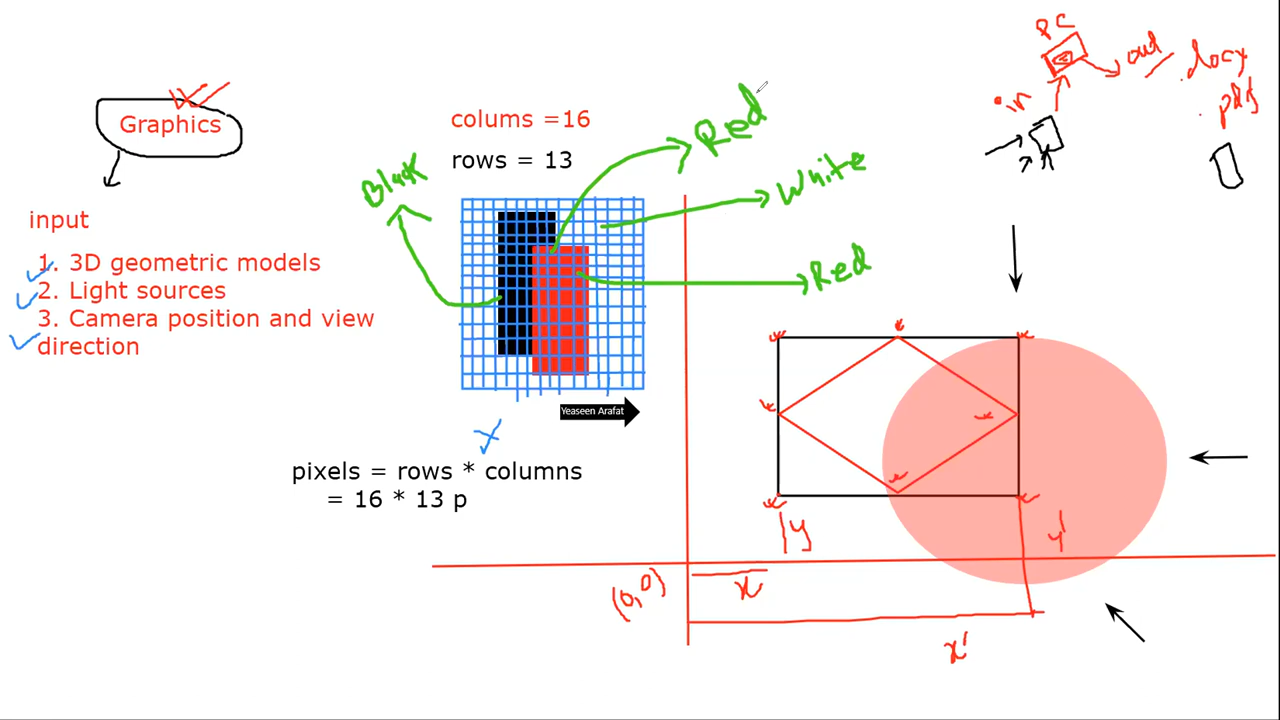 Graphics
input
1. 3D geometric models
2. Light sources
3. Camera position and view
direction
colums =16
rows = 13
Black
Red
White
Red
Yeaseen Arafat
pixels = rows * columns
= 16 * 13 p
PC
in
out
.docx
.pdf
y
y'
(0,0)
x
x'